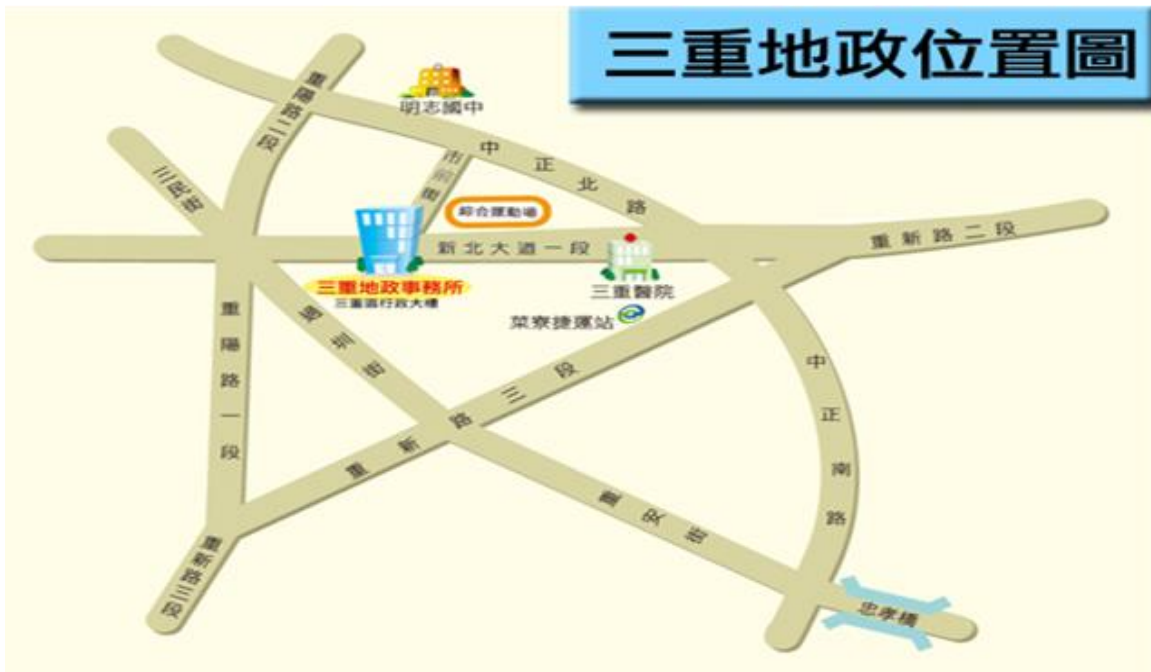 三重地政位置圖
重陽路二段
明志國中
中正北路
市前街
三民街
綜合運動場
重新路二段
新北大道一段
三重地政事務所
三重區行政大樓
三重醫院
菜寮捷運站
重陽路一段
圳街
重新路三段
中正南路
重安街
重新路三段
忠孝橋